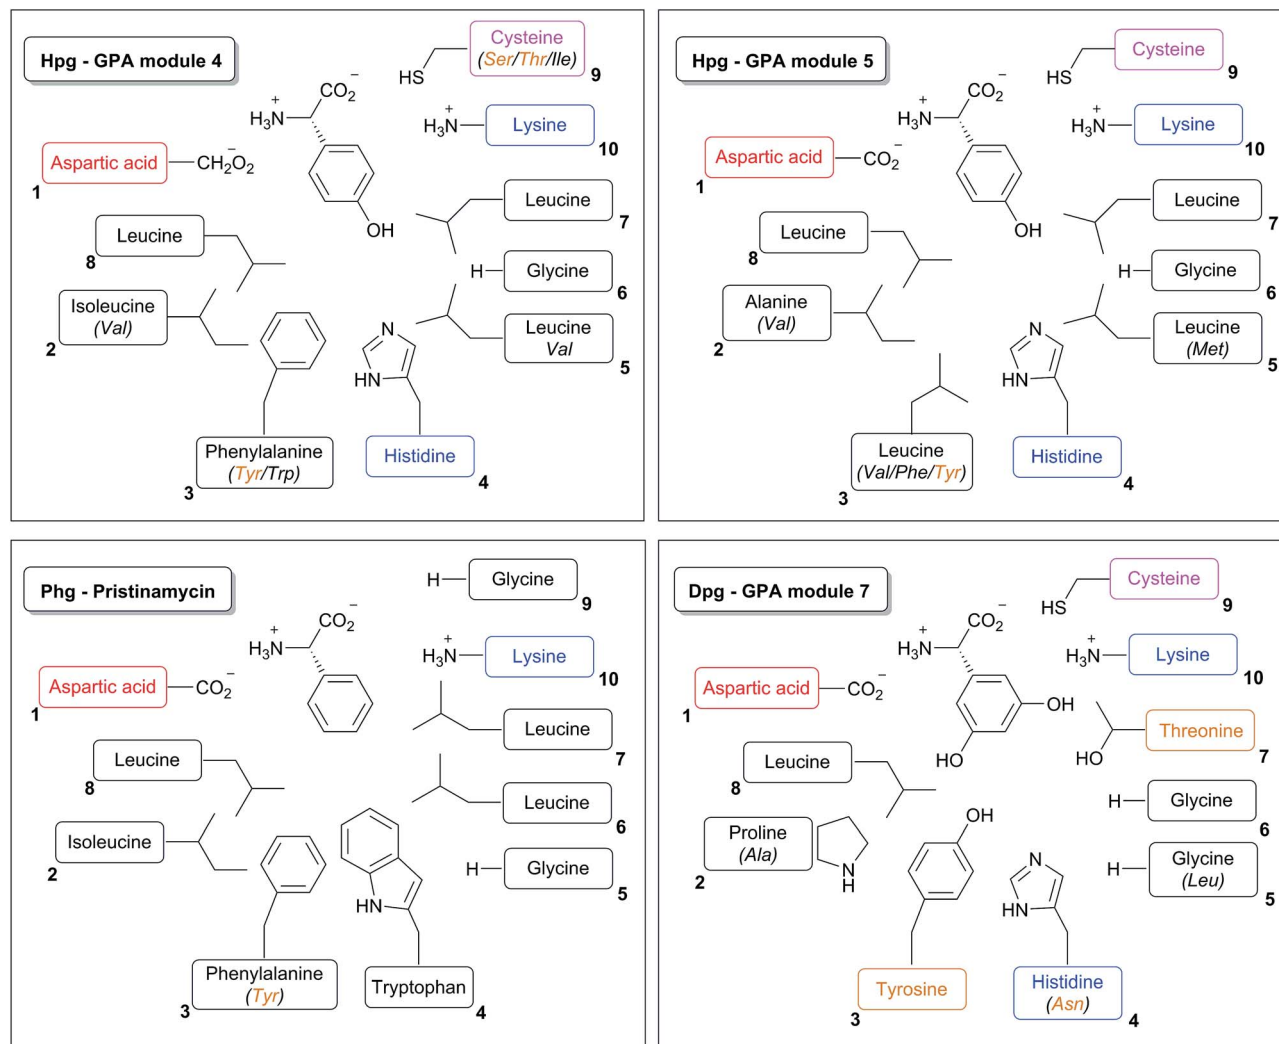 Hpg - GPA module 4
Cysteine
(Ser/Thr/Ile)
9
HS
CO2−
H3N+
H3N+
Lysine
10
Aspartic acid
CH2O2−
1
Leucine
7
OH
Leucine
8
H
Glycine
6
Isoleucine
(Val)
2
Leucine
Val
5
N
HN
Phenylalanine
(Tyr/Trp)
3
Histidine
4
Hpg - GPA module 5
Cysteine
9
HS
CO2−
H3N+
H3N+
Lysine
10
Aspartic acid
CO2−
1
Leucine
7
OH
Leucine
8
H
Glycine
6
Alanine
(Val)
2
Leucine
(Met)
5
N
HN
Leucine
(Val/Phe/Tyr)
3
Histidine
4
Phg - Pristinamycin
H
Glycine
9
CO2−
H3N+
H3N+
Lysine
10
Aspartic acid
CO2−
1
Leucine
7
Leucine
8
Leucine
6
Isoleucine
2
H
Glycine
5
HN
Phenylalanine
(Tyr)
3
Tryptophan
4
Dpg - GPA module 7
Cysteine
9
HS
CO2−
H3N+
H3N+
Lysine
10
Aspartic acid
CO2−
1
OH
HO
HO
Threonine
7
Leucine
8
H
Glycine
6
OH
Proline
(Ala)
2
N
H
H
Glycine
(Leu)
5
N
HN
Tyrosine
3
Histidine
(Asn)
4